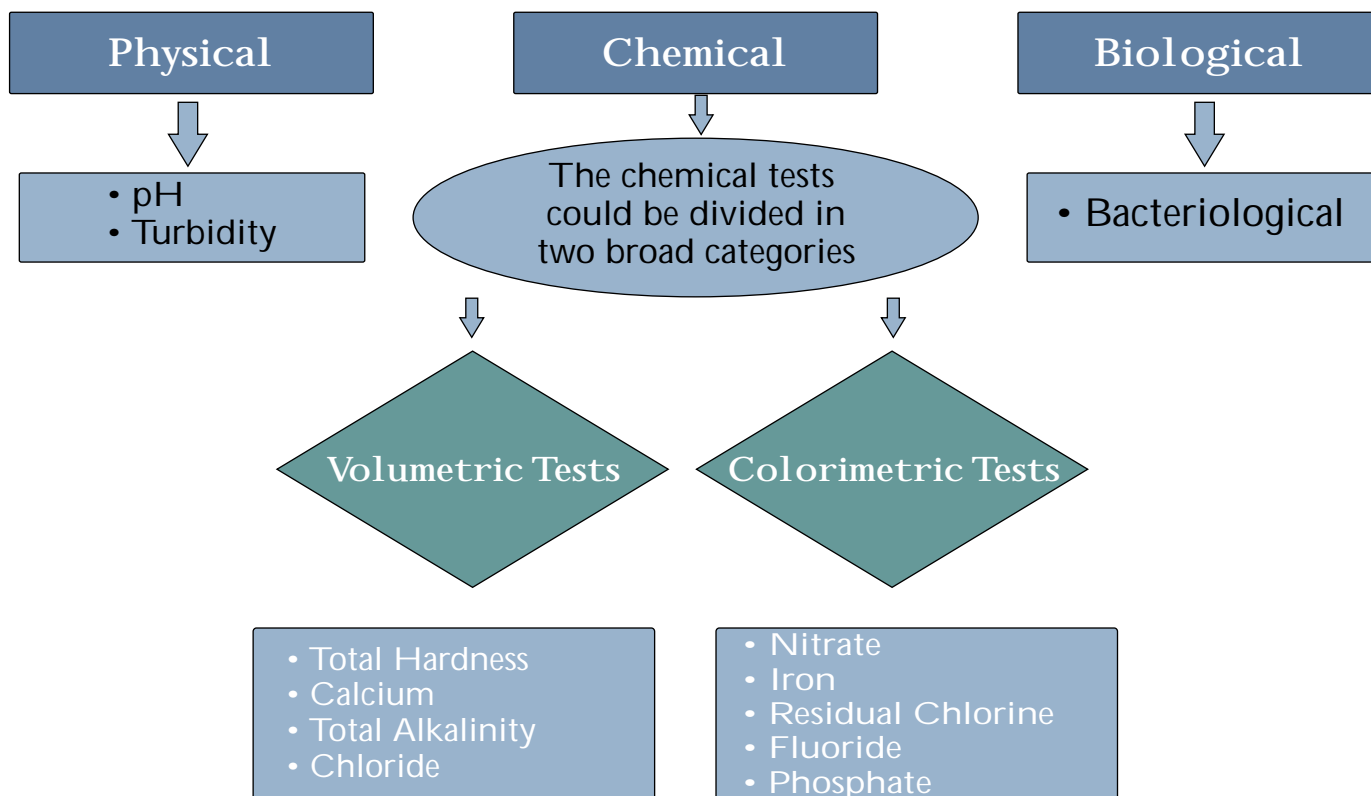 Physical
Chemical
Biological
• pH
• Turbidity
The chemical tests
could be divided in
two broad categories
• Bacteriological
Volumetric Tests
Colorimetric Tests
• Total Hardness
• Calcium
• Total Alkalinity
• Chloride
• Nitrate
• Iron
• Residual Chlorine
• Fluoride
• Phosphate